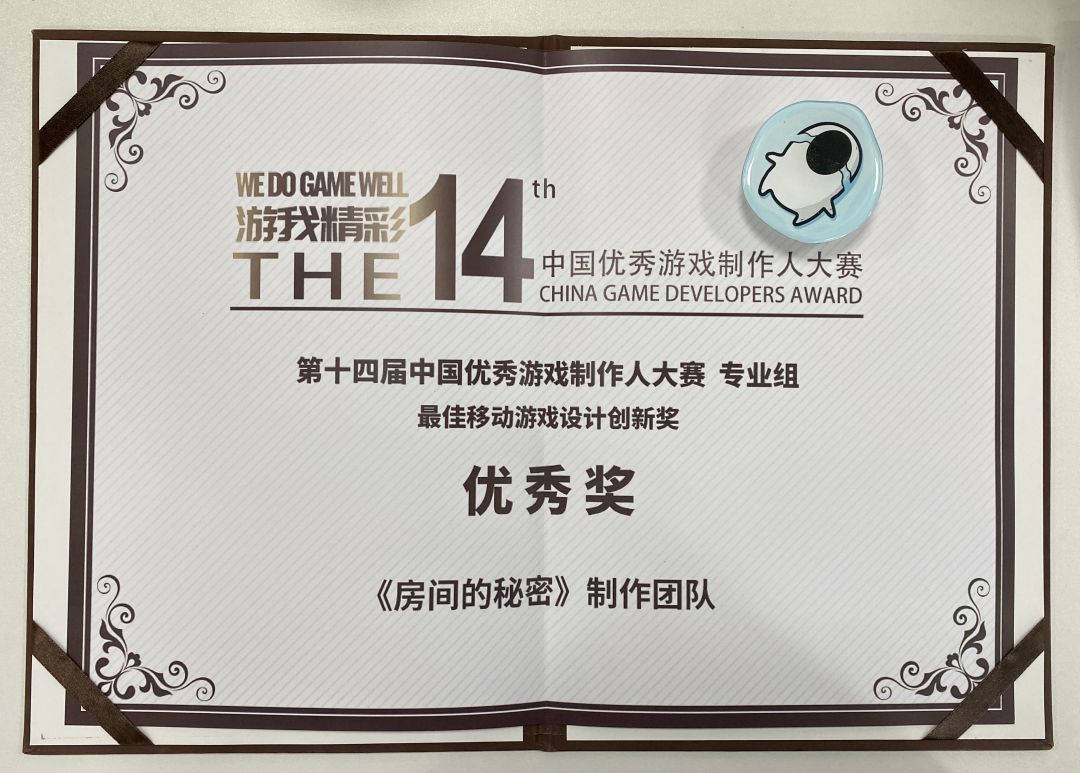 WE DO GAME WELL
游我精彩
THE 14th
中国优秀游戏制作人大赛
CHINA GAME DEVELOPERS AWARD
第十四届中国优秀游戏制作人大赛 专业组
最佳移动游戏设计创新奖
优秀奖
《房间的秘密》制作团队